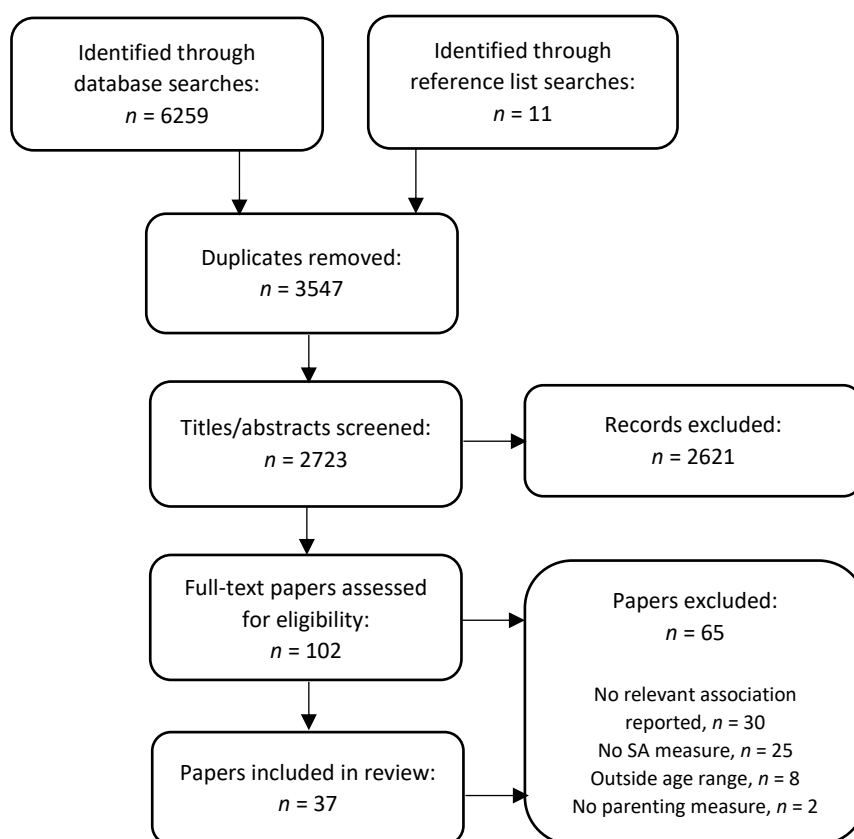 Identified through
database searches:
n = 6259
Identified through
reference list searches:
n = 11
Duplicates removed:
n = 3547
Titles/abstracts screened:
n = 2723
Records excluded:
n = 2621
Full-text papers assessed
for eligibility:
n = 102
Papers excluded:
n = 65
No relevant association
reported, n = 30
No SA measure, n = 25
Outside age range, n = 8
No parenting measure, n = 2
Papers included in review:
n = 37